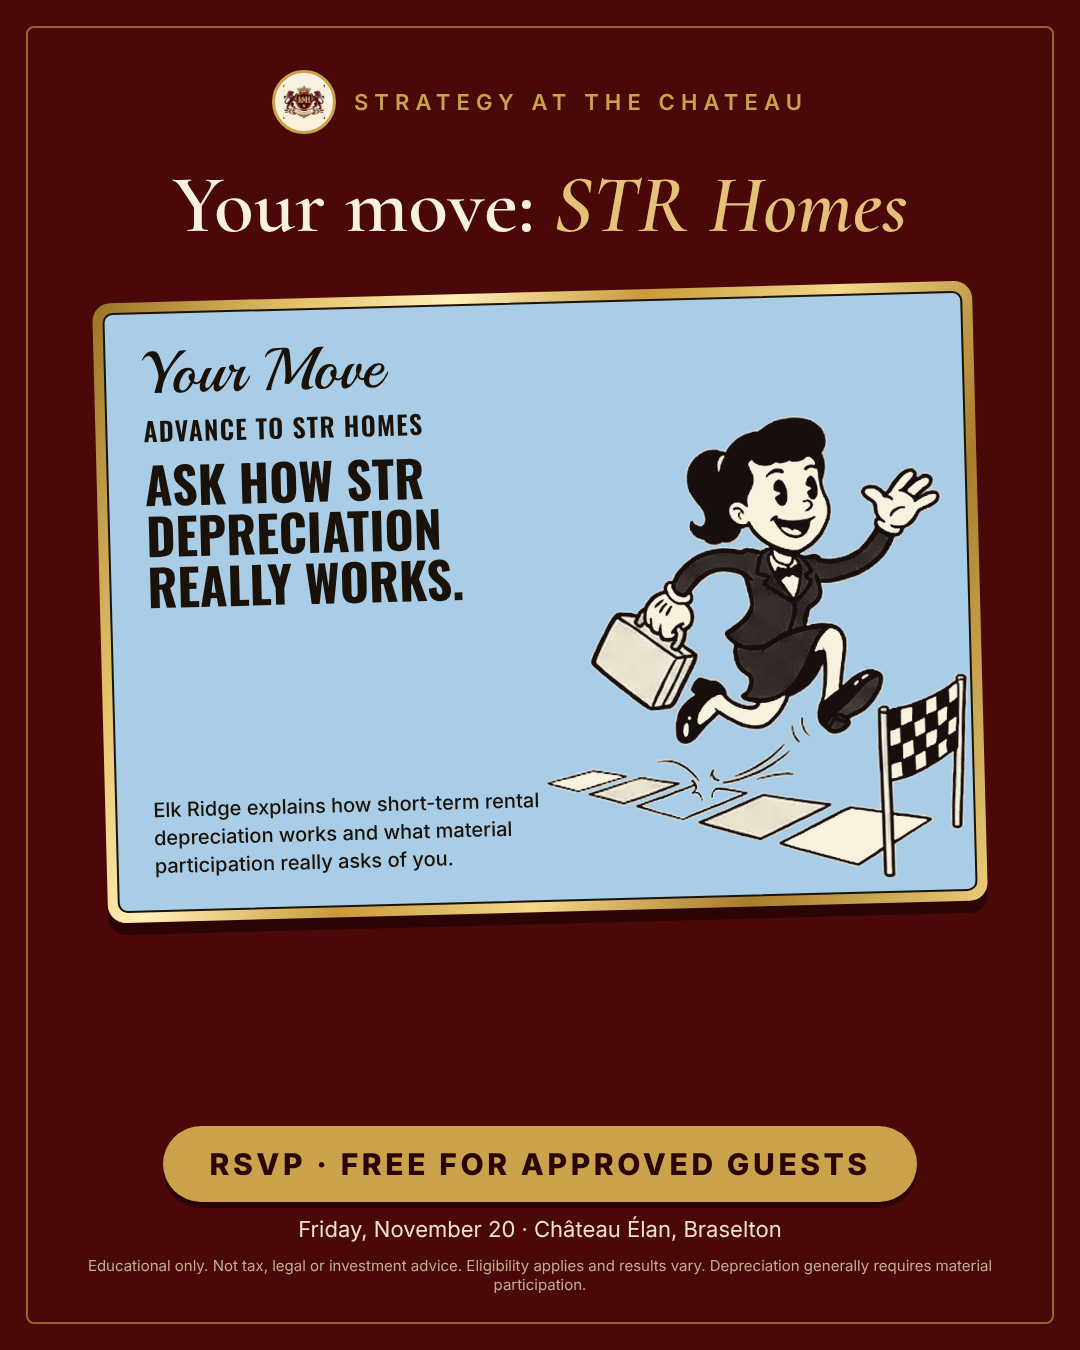 STRATEGY AT THE CHATEAU
Your move: STR Homes
Your Move
ADVANCE TO STR HOMES
ASK HOW STR
DEPRECIATION
REALLY WORKS.
Elk Ridge explains how short-term rental
depreciation works and what material
participation really asks of you.
RSVP · FREE FOR APPROVED GUESTS
Friday, November 20 · Château Élan, Braselton
Educational only. Not tax, legal or investment advice. Eligibility applies and results vary. Depreciation generally requires material
participation.